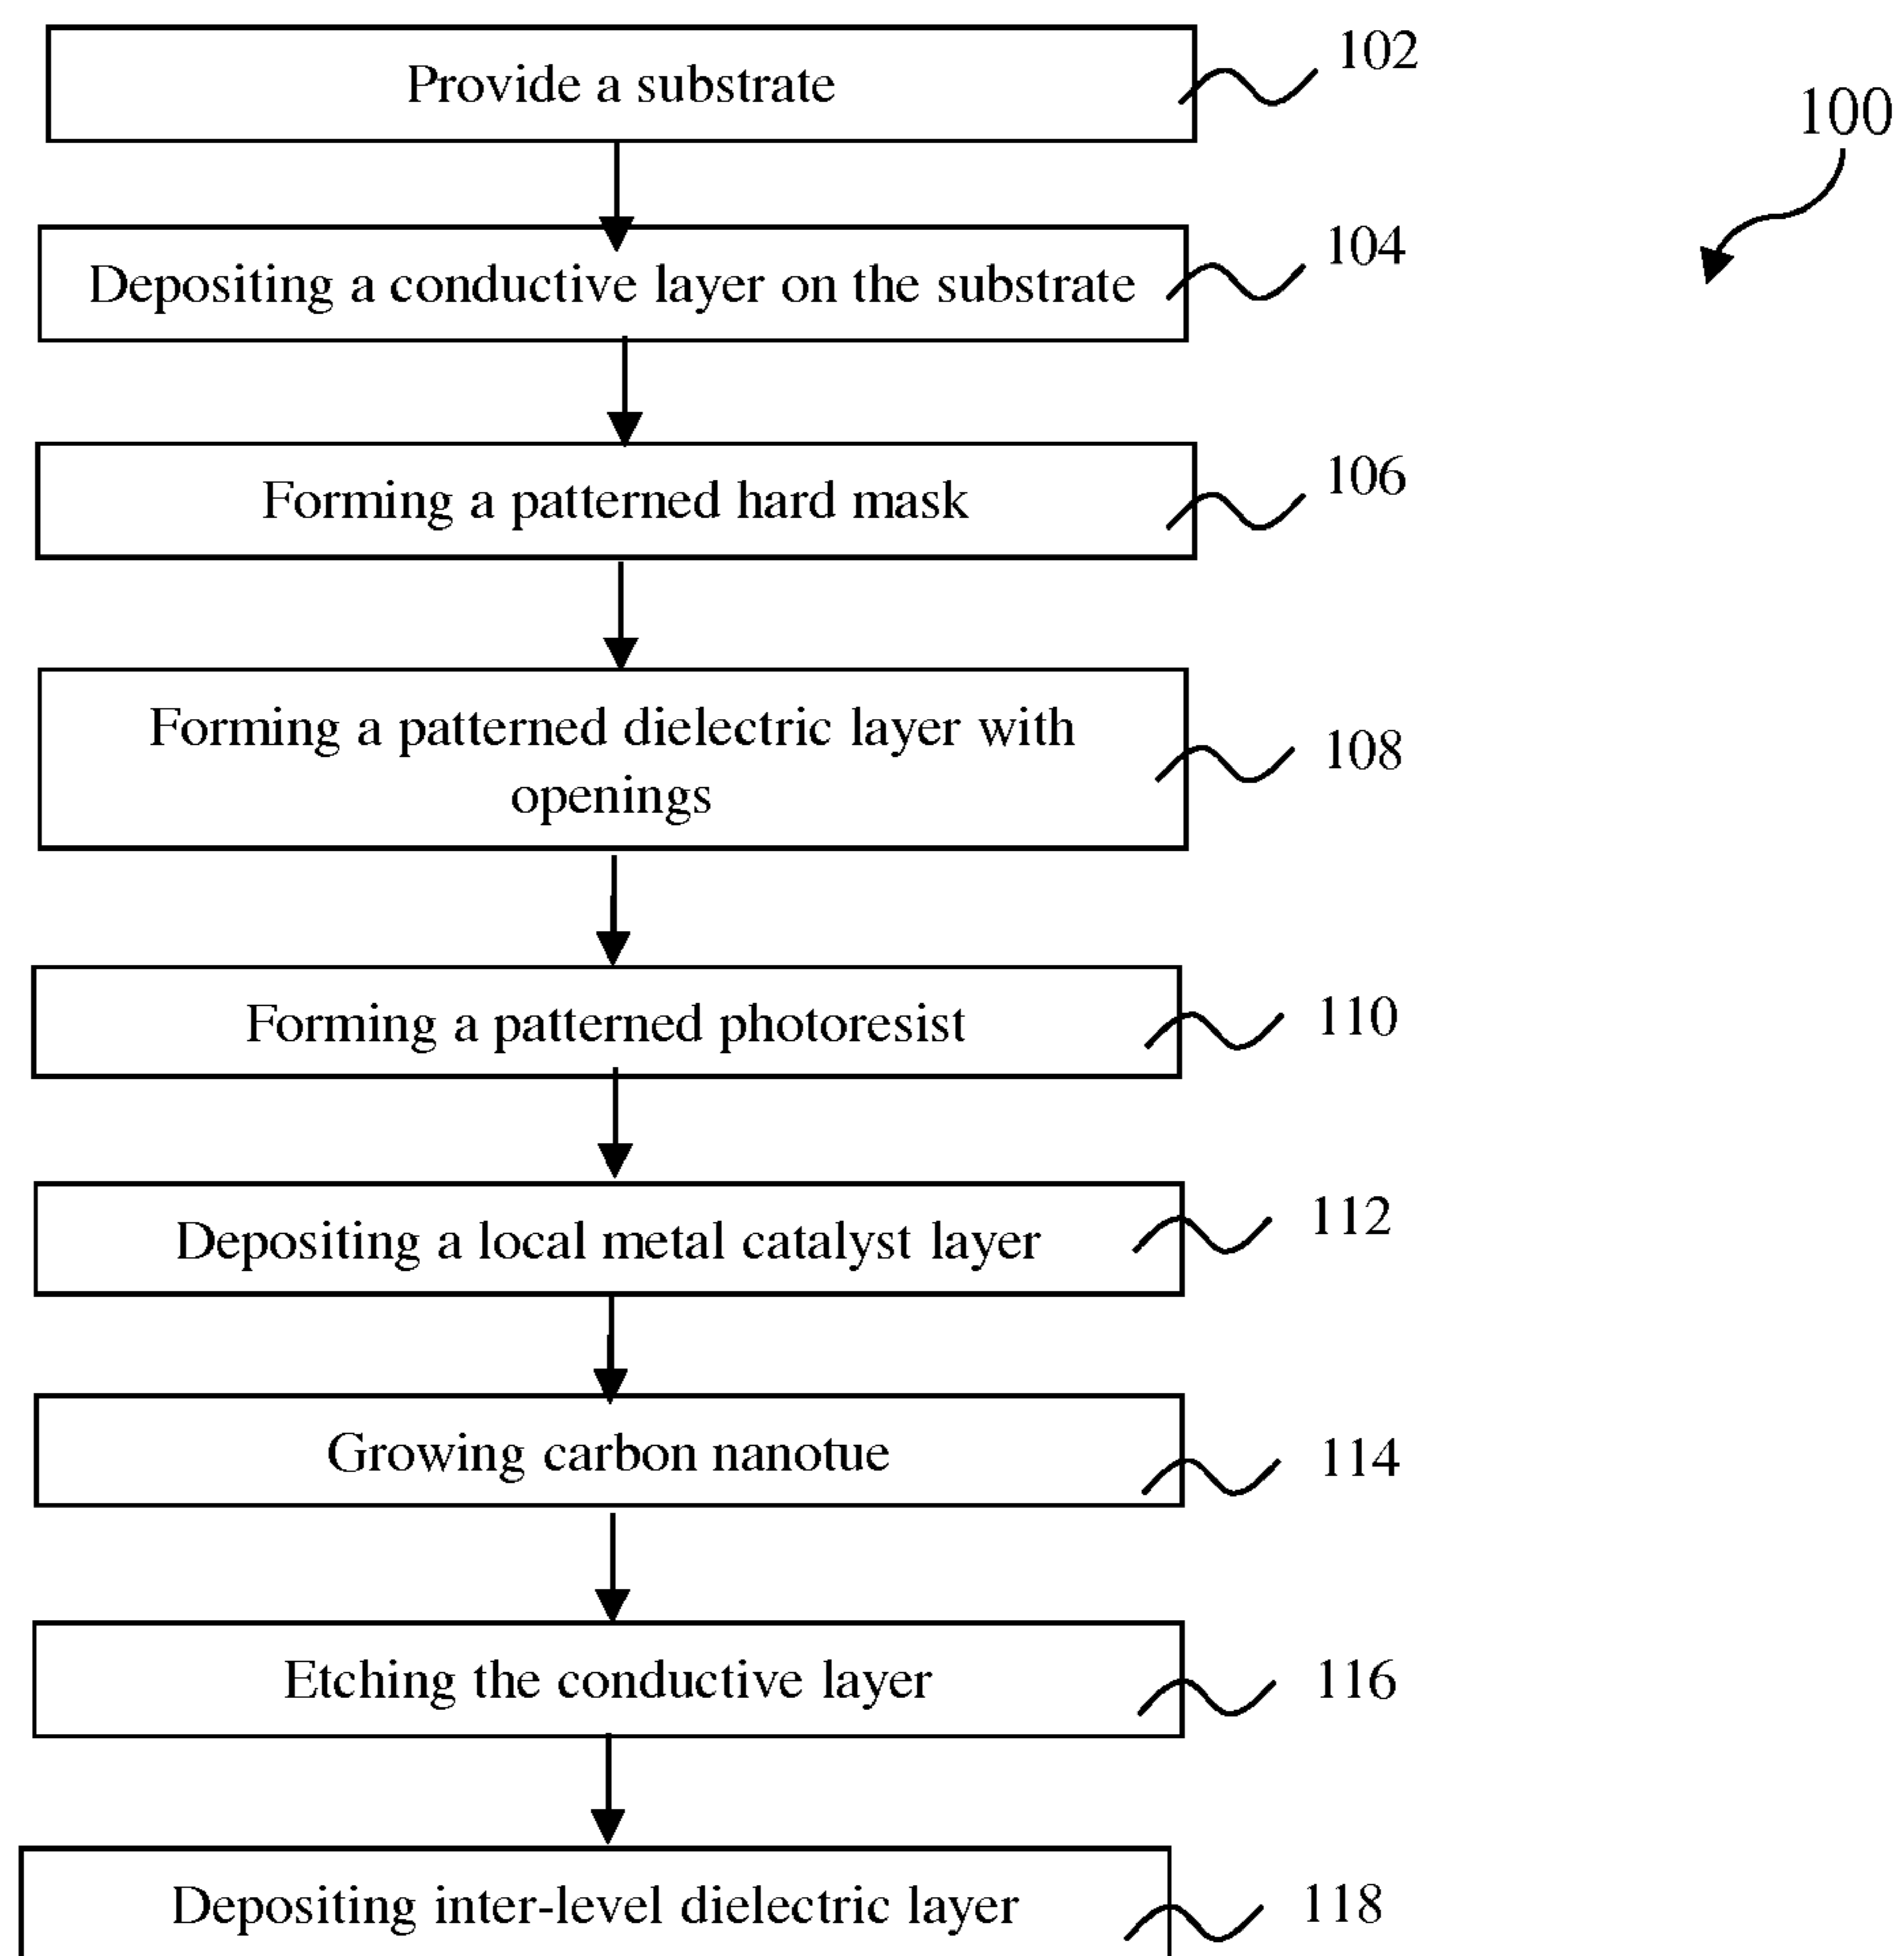 Provide a substrate
102
100
Depositing a conductive layer on the substrate
104
Forming a patterned hard mask
106
Forming a patterned dielectric layer with
openings
108
Forming a patterned photoresist
110
Depositing a local metal catalyst layer
112
Growing carbon nanotue
114
Etching the conductive layer
116
Depositing inter-level dielectric layer
118